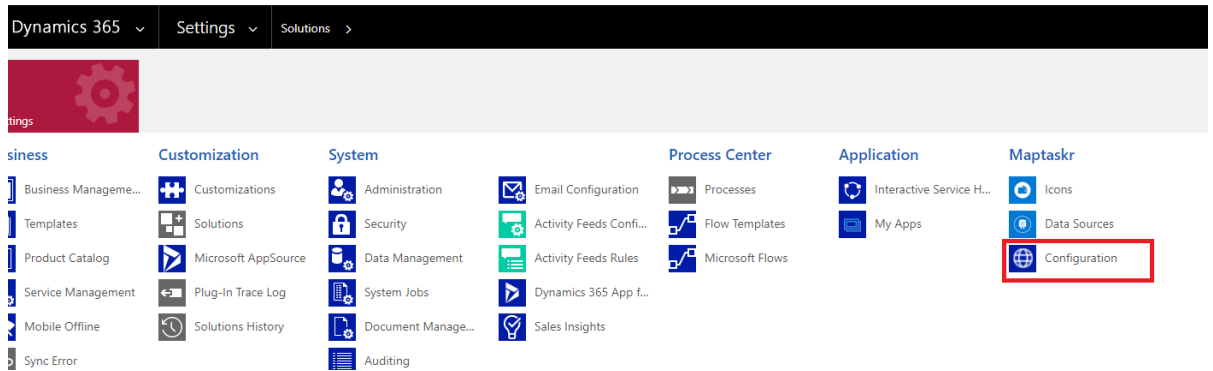 Dynamics 365 Settings Solutions
ttings
siness Customization System Process Center Application Maptaskr
Business Manageme... Customizations Administration Email Configuration Processes Interactive Service H... Icons
Templates Solutions Security Activity Feeds Confi... Flow Templates My Apps Data Sources
Product Catalog Microsoft AppSource Data Management Activity Feeds Rules Microsoft Flows Configuration
Service Management Plug-In Trace Log System Jobs Dynamics 365 App f...
Mobile Offline Solutions History Document Manage... Sales Insights
Sync Error Auditing